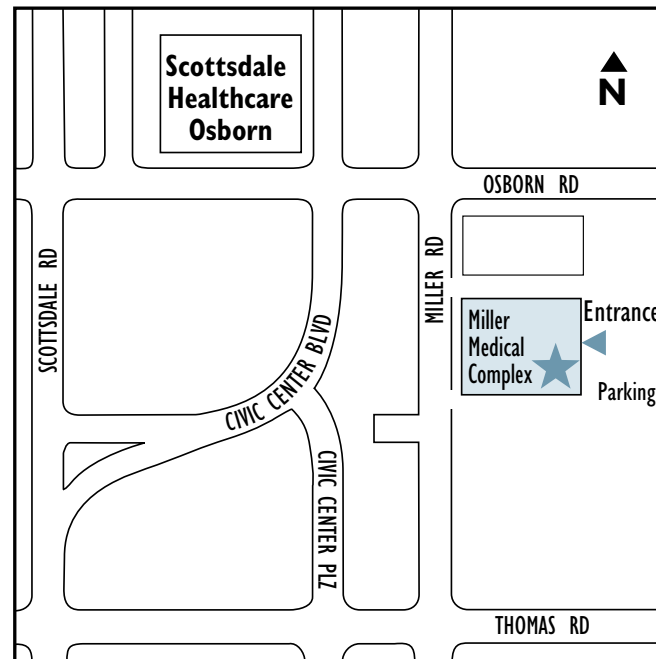 Scottsdale
Healthcare
Osborn
N
OSBORN RD
SCOTTSDALE RD
MILLER RD
Miller
Medical
Complex
Entrance
Parking
CIVIC CENTER BLVD
CIVIC CENTER PLZ
THOMAS RD